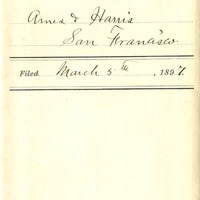 Ames & Harris
San Francisco.
Filed March 5th, 1897.